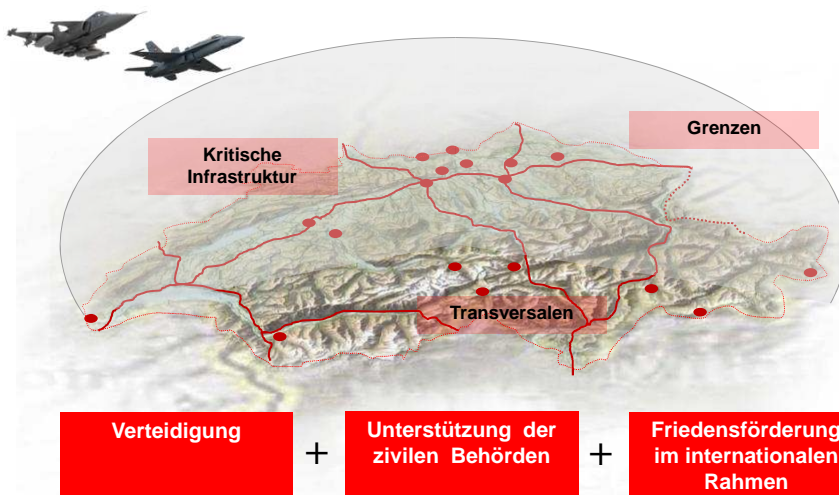 Grenzen
Kritische
Infrastruktur
Transversalen
Verteidigung
+
Unterstützung der
zivilen Behörden
+
Friedensförderung
im internationalen
Rahmen